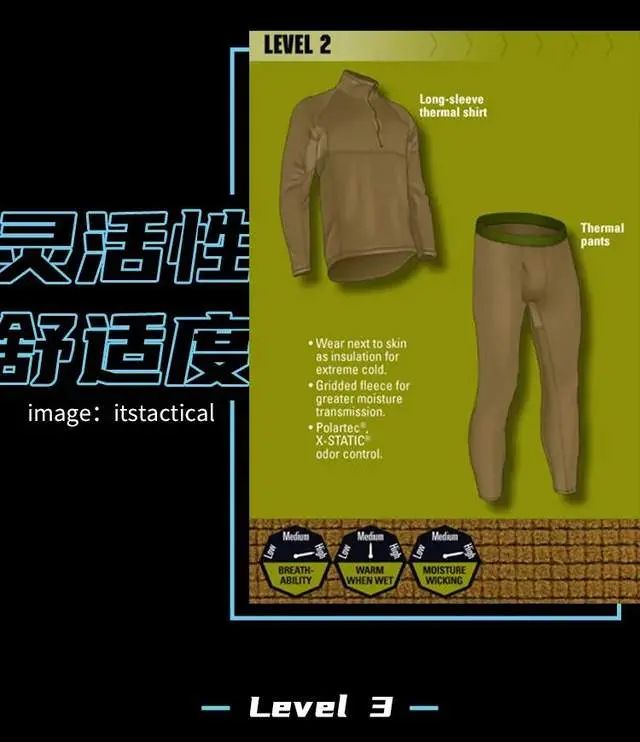 LEVEL 2
Long-sleeve
thermal shirt
Thermal
pants
灵活性
舒适度
image：itstactical
• Wear next to skin
as insulation for
extreme cold.
• Gridded fleece for
greater moisture
transmission.
• Polartec®,
X-STATIC®
odor control.
Low Medium High
BREATH-
ABILITY
Low Medium High
WARM
WHEN WET
Low Medium High
MOISTURE
WICKING
Level 3